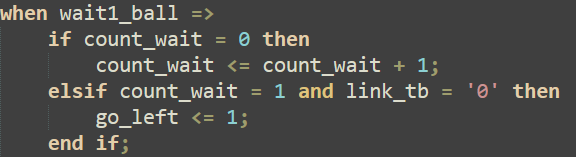 when wait1_ball =>
if count_wait = 0 then
count_wait <= count_wait + 1;
elsif count_wait = 1 and link_tb = '0' then
go_left <= 1;
end if;